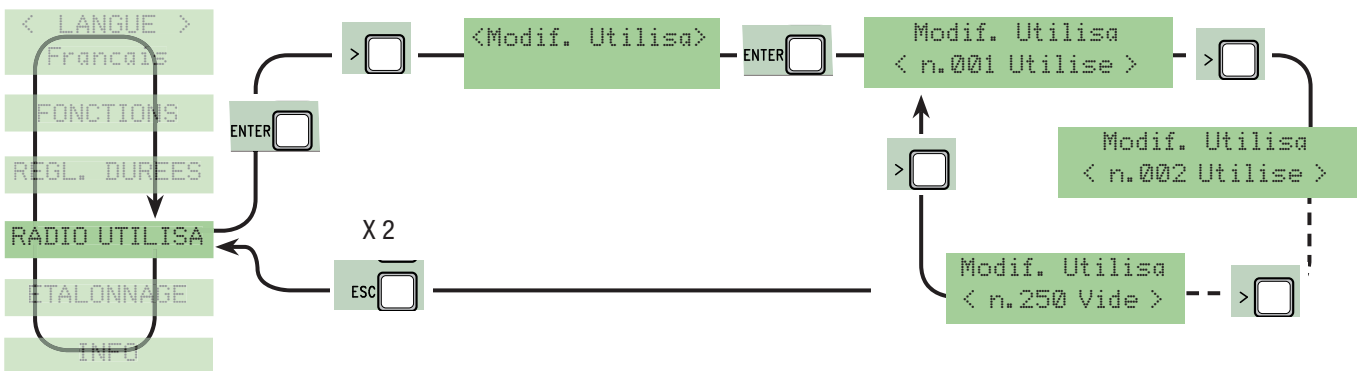 < LANGUE >
Francais
FONCTIONS
REGL. DUREES
RADIO UTILISA
ETALONNAGE
INFO
ENTER
>
<Modif. Utilisa>
ENTER
Modif. Utilisa
< n.001 Utilise >
>
Modif. Utilisa
< n.002 Utilise >
>
Modif. Utilisa
< n.250 Vide >
>
X 2
ESC